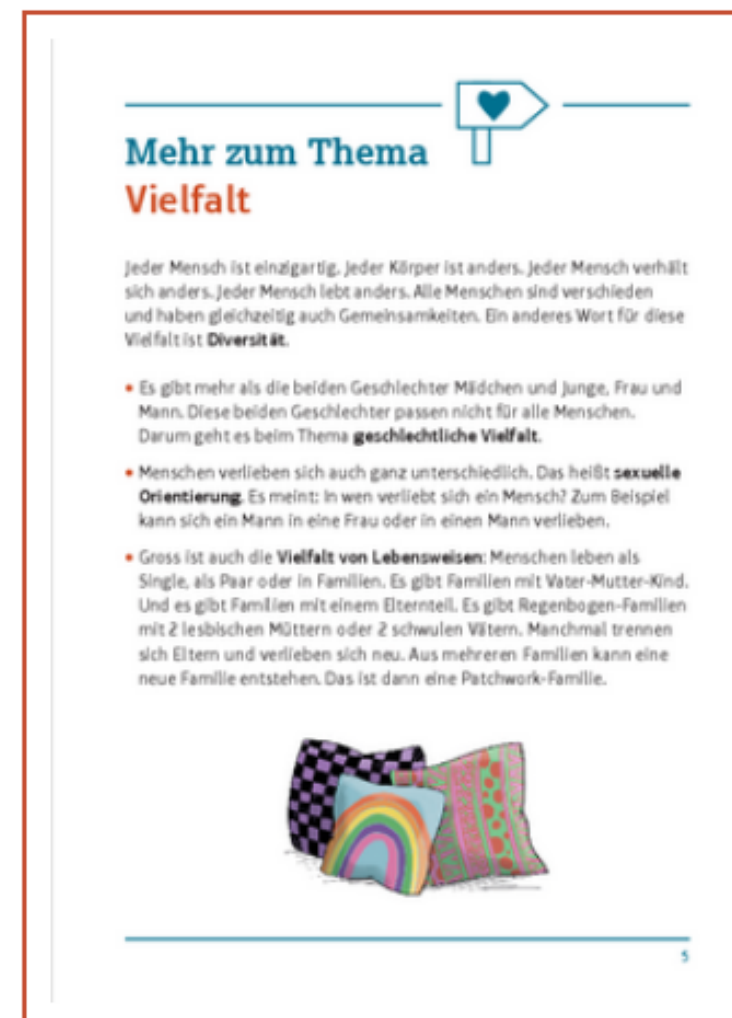 Mehr zum Thema
Vielfalt
Jeder Mensch ist einzigartig. Jeder Körper ist anders. Jeder Mensch verhält
sich anders. Jeder Mensch lebt anders. Alle Menschen sind verschieden
und haben gleichzeitig auch Gemeinsamkeiten. Ein anderes Wort für diese
Vielfalt ist Diversität.
• Es gibt mehr als die beiden Geschlechter Mädchen und Junge, Frau und
Mann. Diese beiden Geschlechter passen nicht für alle Menschen.
Darum geht es beim Thema geschlechtliche Vielfalt.
• Menschen verlieben sich auch ganz unterschiedlich. Das heißt sexuelle
Orientierung. Es meint: In wen verliebt sich ein Mensch? Zum Beispiel
kann sich ein Mann in eine Frau oder in einen Mann verlieben.
• Gross ist auch die Vielfalt von Lebensweisen: Menschen leben als
Single, als Paar oder in Familien. Es gibt Familien mit Vater-Mutter-Kind.
Und es gibt Familien mit einem Elternteil. Es gibt Regenbogen-Familien
mit 2 lesbischen Müttern oder 2 schwulen Vätern. Manchmal trennen
sich Eltern und verlieben sich neu. Aus mehreren Familien kann eine
neue Familie entstehen. Das ist dann eine Patchwork-Familie.
5